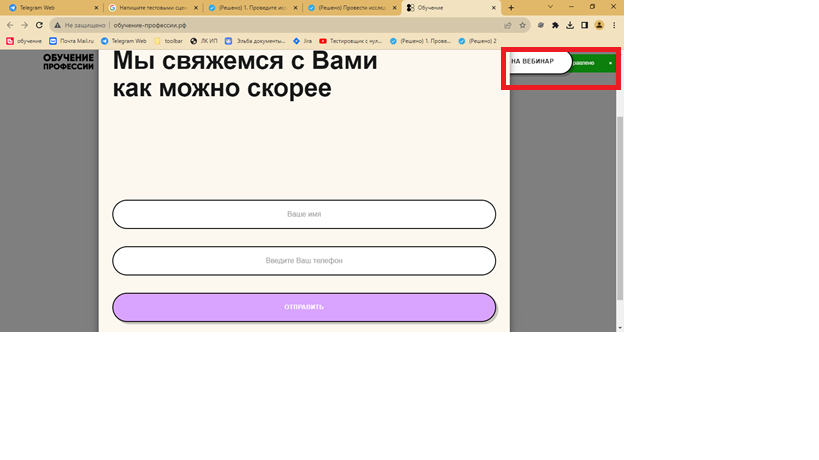 Telegram Web
Напишите тестовыми сцен
(Решено) 1. Проведите исс
(Решено) Провести исслед
Обучение
Не защищено
обучение-профессии.рф
обучение
Почта Mail.ru
Telegram Web
toolbar
ЛК ИП
Эльба документы...
Jira
Тестировщик с нул...
(Решено) 1. Прове...
(Решено) 2
ОБУЧЕНИЕ
ПРОФЕССИИ
Мы свяжемся с Вами
как можно скорее
НА ВЕБИНАР
равлено
Ваше имя
Введите Ваш телефон
ОТПРАВИТЬ